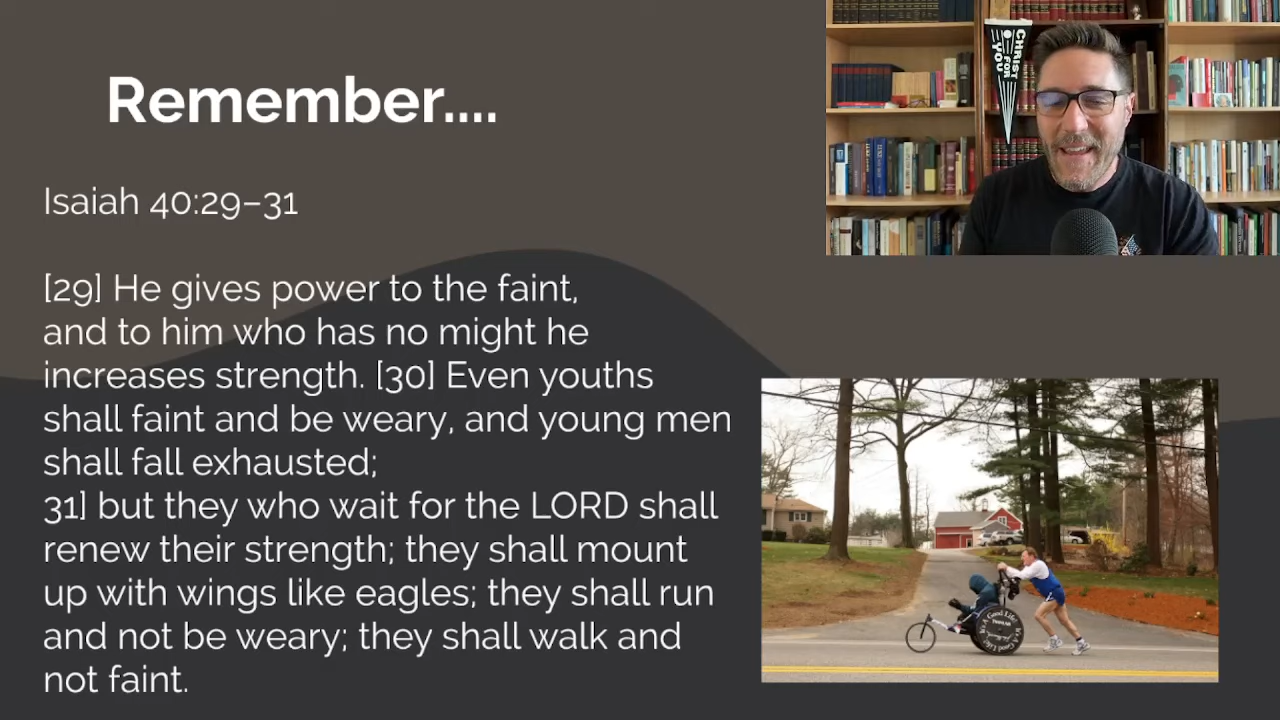 Remember....
Isaiah 40:29–31
[29] He gives power to the faint,
and to him who has no might he
increases strength. [30] Even youths
shall faint and be weary, and young men
shall fall exhausted;
31] but they who wait for the LORD shall
renew their strength; they shall mount
up with wings like eagles; they shall run
and not be weary; they shall walk and
not faint.
CHRIST
FOR
YOU